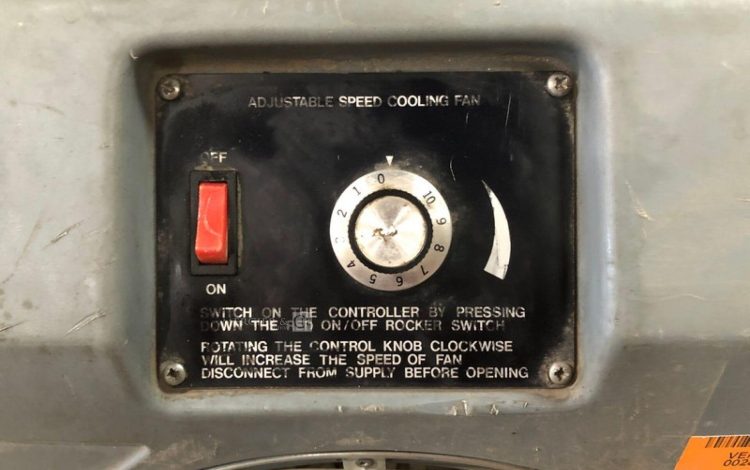 ADJUSTABLE SPEED COOLING FAN
OFF
0
1
2
3
4
5
6
7
8
9
10
ON
SWITCH ON THE CONTROLLER BY PRESSING
DOWN THE RED ON/OFF ROCKER SWITCH
ROTATING THE CONTROL KNOB CLOCKWISE
WILL INCREASE THE SPEED OF FAN
DISCONNECT FROM SUPPLY BEFORE OPENING